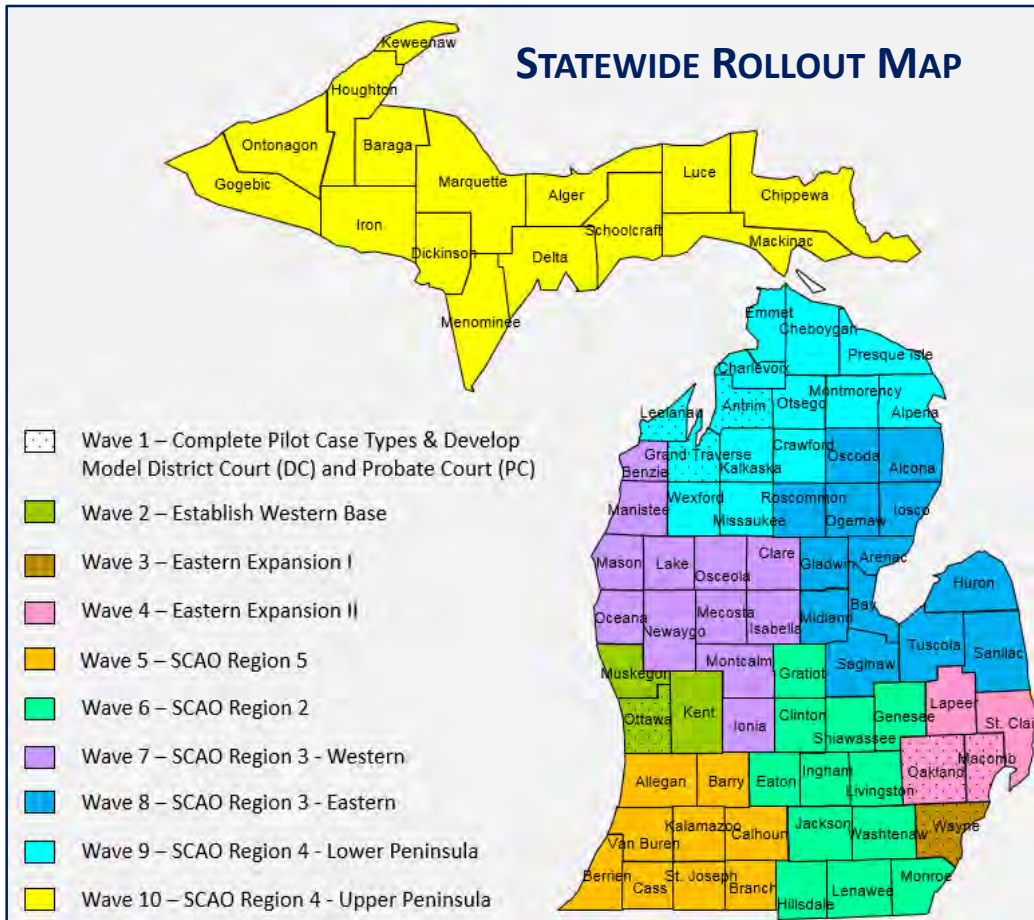 STATEWIDE ROLLOUT MAP
Keweenaw
Houghton
Ontonagon
Baraga
Gogebic
Marquette
Luce
Alger
Chippewa
Iron
Schoolcraft
Dickinson
Mackinac
Delta
Menominee
Emmet
Cheboygan
Presque Isle
Charlevoix
Antrim
Otsego
Montmorency
Leelanau
Alpena
Grand Traverse
Crawford
Benzie
Kalkaska
Oscoda
Alcona
Manistee
Wexford
Roscommon
Iosco
Missaukee
Ogemaw
Mason
Lake
Clare
Gladwin
Arenac
Osceola
Huron
Oceana
Mecosta
Bay
Newaygo
Isabella
Midland
Tuscola
Sanilac
Montcalm
Gratiot
Saginaw
Muskegon
Lapeer
Ottawa
Kent
Ionia
Clinton
Genesee
St. Clai
Shiawassee
Macomb
Oakland
Allegan
Barry
Eaton
Ingham
Livingston
Kalamazoo
Calhoun
Jackson
Washtenaw
Wayne
Van Buren
Berrien
Cass
St. Joseph
Branch
Hillsdale
Lenawee
Monroe
Wave 1 – Complete Pilot Case Types & Develop
Model District Court (DC) and Probate Court (PC)
Wave 2 – Establish Western Base
Wave 3 – Eastern Expansion I
Wave 4 – Eastern Expansion II
Wave 5 – SCAO Region 5
Wave 6 – SCAO Region 2
Wave 7 – SCAO Region 3 - Western
Wave 8 – SCAO Region 3 - Eastern
Wave 9 – SCAO Region 4 - Lower Peninsula
Wave 10 – SCAO Region 4 - Upper Peninsula